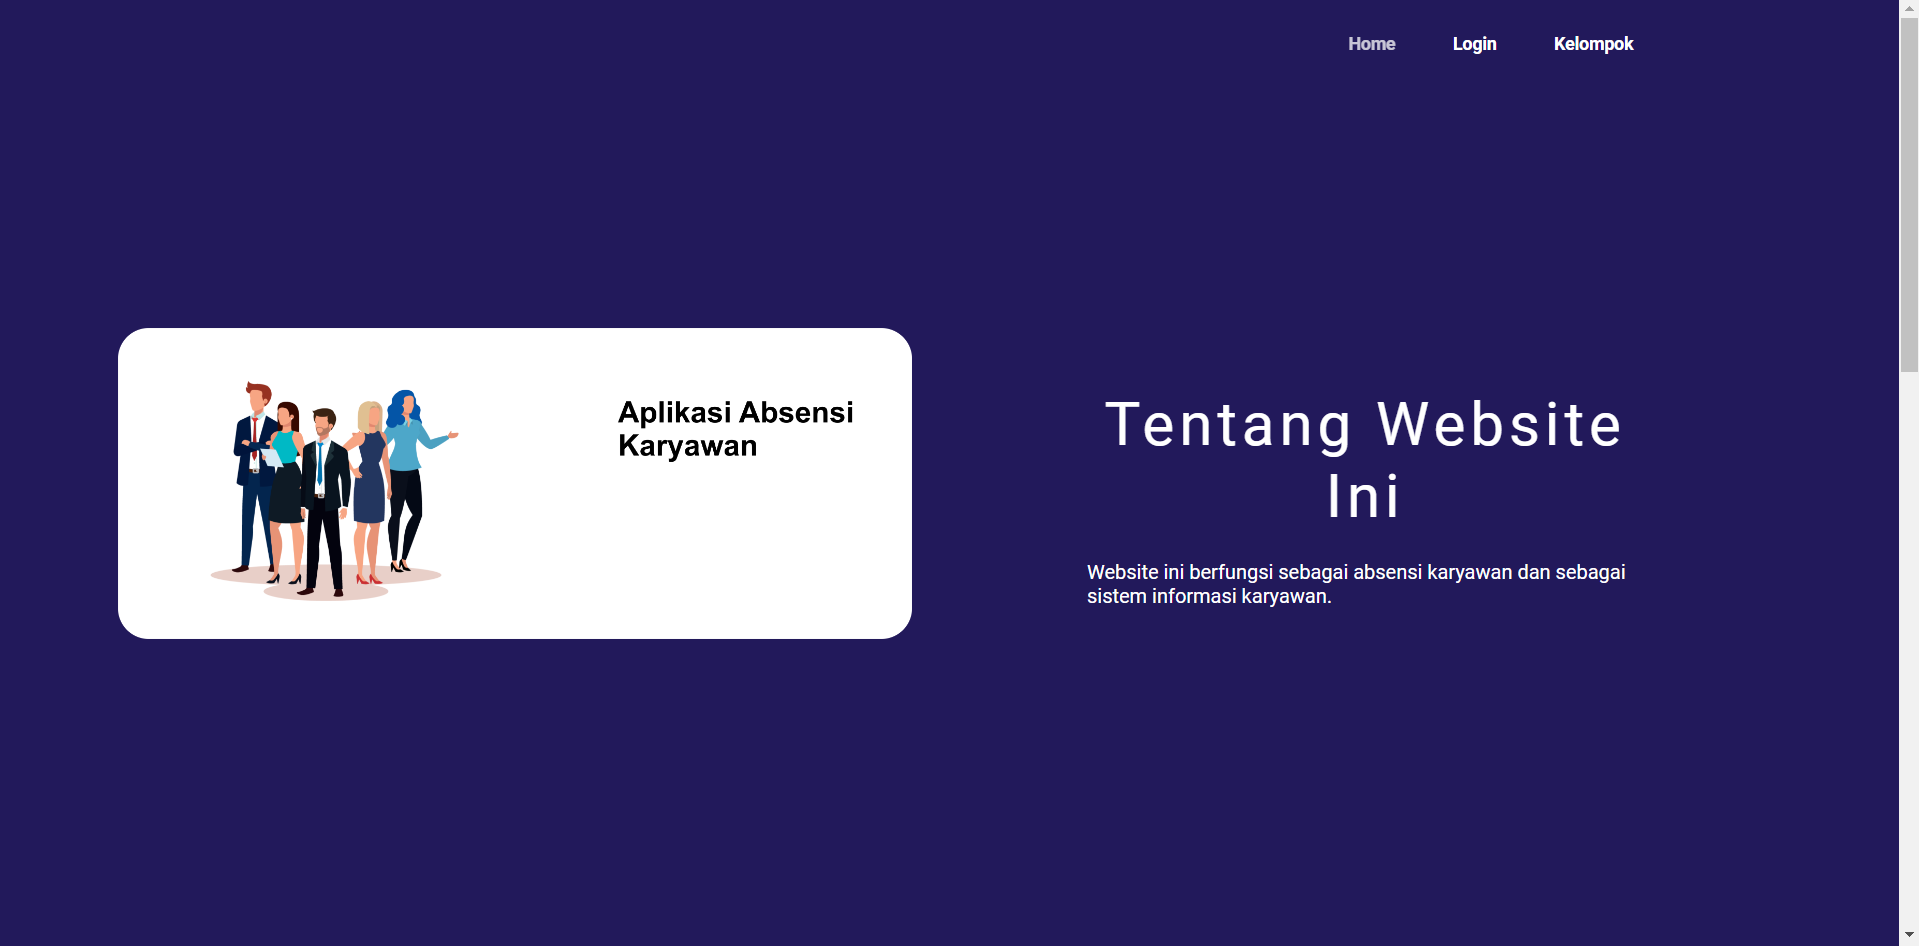 Home
Login
Kelompok
Aplikasi Absensi
Karyawan
Tentang Website
Ini
Website ini berfungsi sebagai absensi karyawan dan sebagai
sistem informasi karyawan.